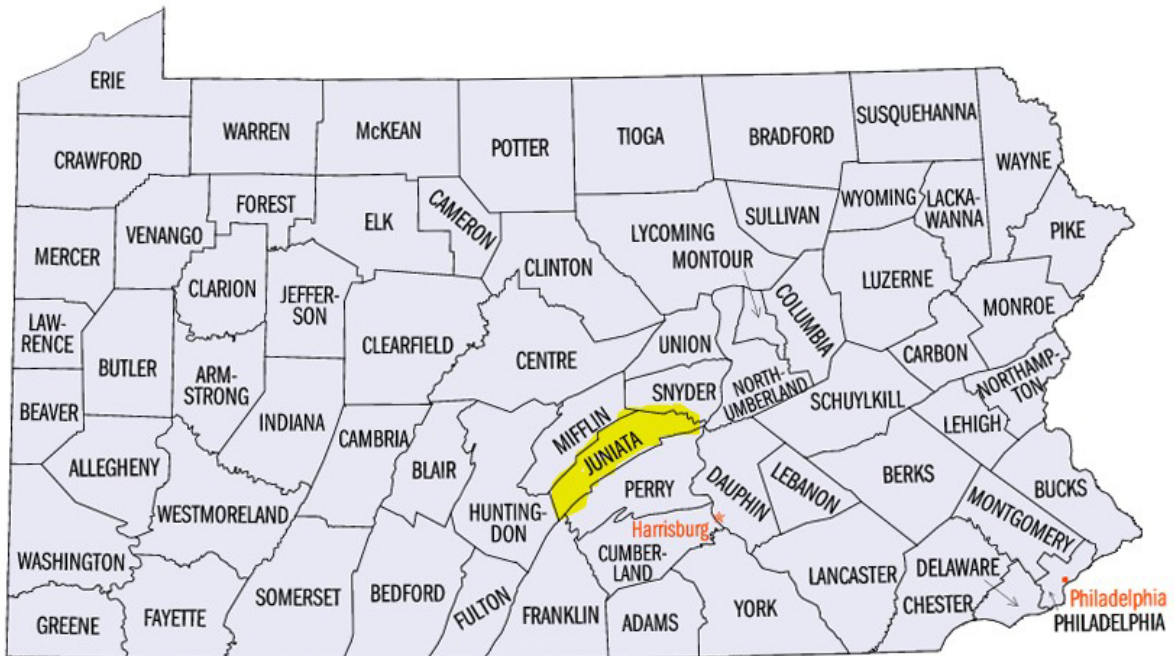 ERIE
WARREN
McKEAN
POTTER
TIOGA
BRADFORD
SUSQUEHANNA
CRAWFORD
WAYNE
FOREST
ELK
CAMERON
SULLIVAN
WYOMING
LACKA-
WANNA
MERCER
VENANGO
LYCOMING
MONTOUR
PIKE
CLARION
JEFFER-
SON
CLINTON
COLUMBIA
LUZERNE
MONROE
LAW-
RENCE
BUTLER
ARM-
STRONG
CLEARFIELD
CENTRE
UNION
CARBON
BEAVER
INDIANA
CAMBRIA
SNYDER
NORTH-
UMBERLAND
SCHUYLKILL
NORTHAMP-
TON
LEHIGH
ALLEGHENY
BLAIR
MIFFLIN
JUNIATA
PERRY
DAUPHIN
LEBANON
BERKS
BUCKS
WESTMORELAND
HUNTING-
DON
Harrisburg
MONTGOMERY
WASHINGTON
CUMBER-
LAND
LANCASTER
DELAWARE
GREENE
FAYETTE
SOMERSET
BEDFORD
FULTON
FRANKLIN
ADAMS
YORK
CHESTER
Philadelphia
PHILADELPHIA